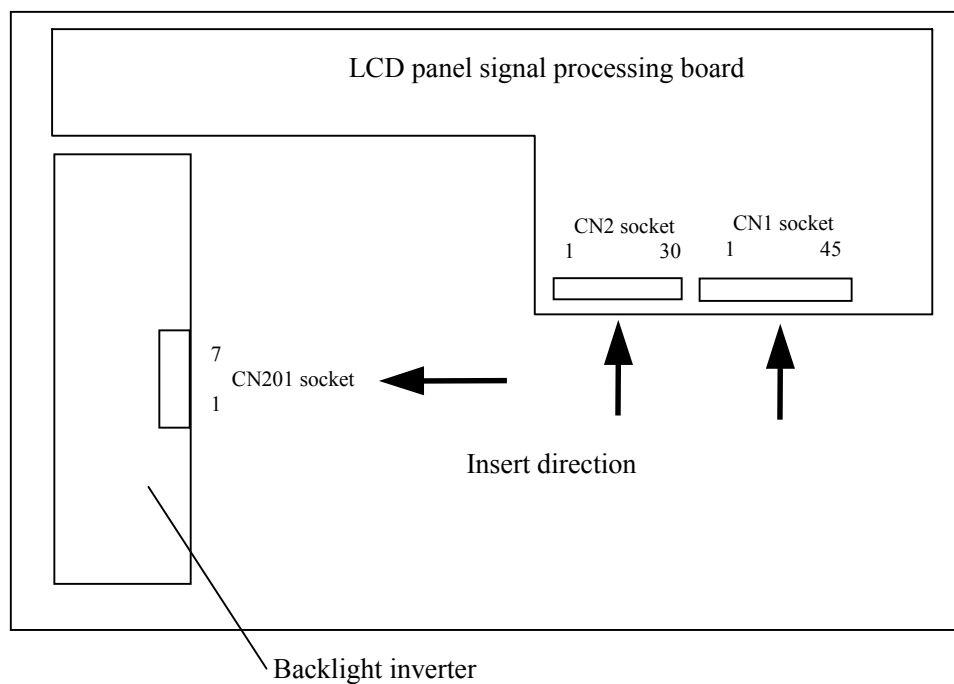 LCD panel signal processing board
CN2 socket
1 30
CN1 socket
1 45
7
CN201 socket
1
Insert direction
Backlight inverter